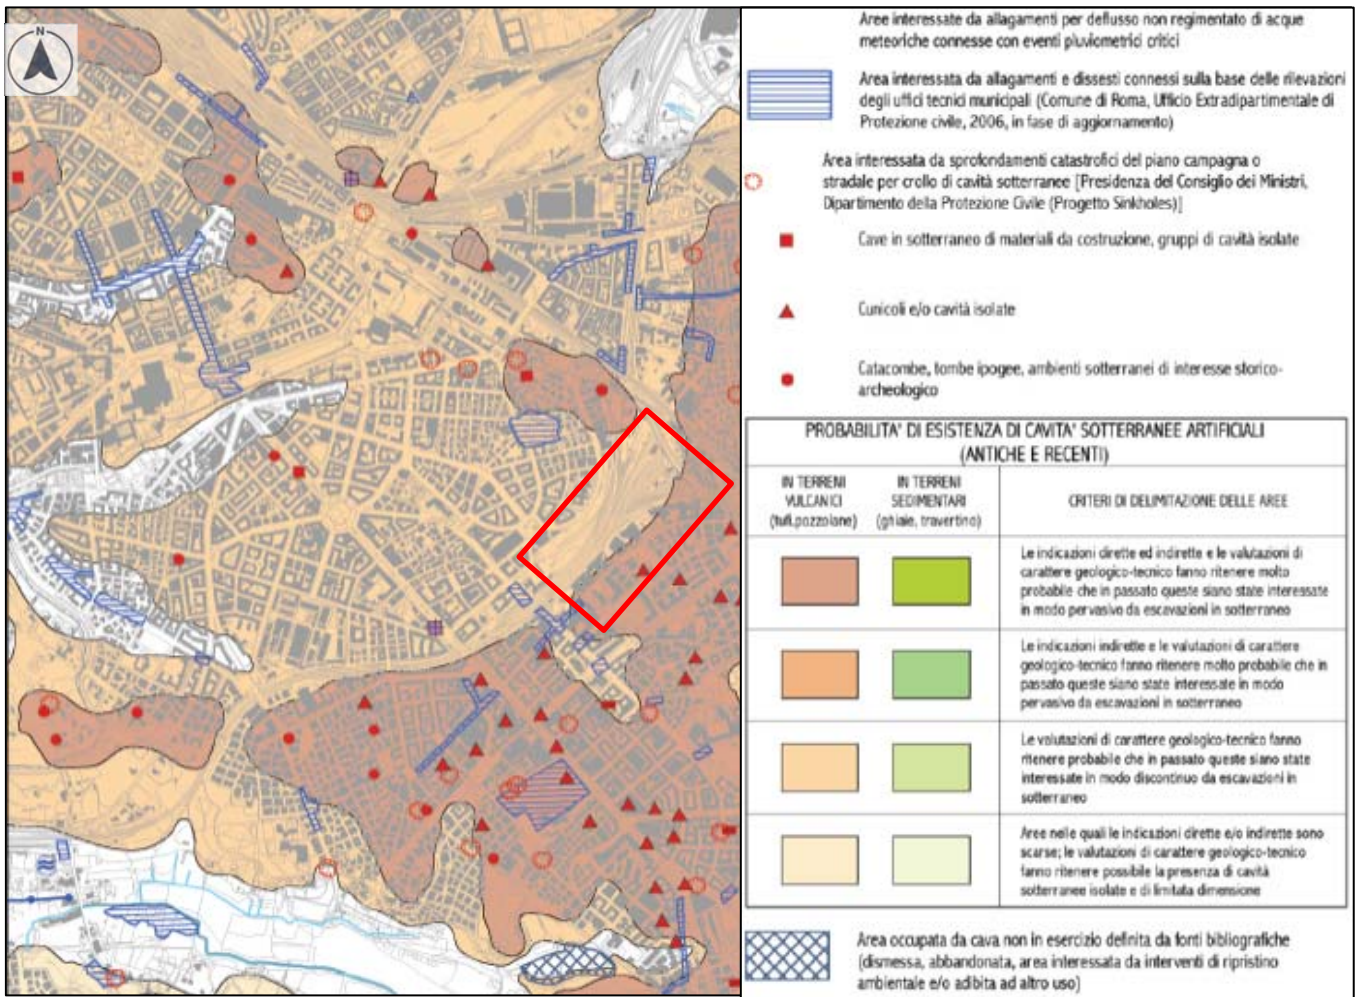 N
Aree interessate da allagamenti per deflusso non regimentato di acque
meteoriche connesse con eventi pluviometrici critici
Area interessata da allagamenti e dissesti connessi sulla base delle rilevazioni
degli uffici tecnici municipali (Comune di Roma, Ufficio Extradipartimentale di
Protezione civile, 2006, in fase di aggiornamento)
Area interessata da sprofondamenti catastrofici del piano campagna o
stradale per crollo di cavità sotterranee [Presidenza del Consiglio dei Ministri,
Dipartimento della Protezione Civile (Progetto Sinkholes)]
Cave in sotterraneo di materiali da costruzione, gruppi di cavità isolate
Cunicoli e/o cavità isolate
Catacombe, tombe ipogee, ambienti sotterranei di interesse storico-
archeologico
PROBABILITA' DI ESISTENZA DI CAVITA' SOTTERRANEE ARTIFICIALI
(ANTICHE E RECENTI)
IN TERRENI
VULCANICI
(tufi,pozzolane)
IN TERRENI
SEDIMENTARI
(ghiaie, travertino)
CRITERI DI DELIMITAZIONE DELLE AREE
Le indicazioni dirette ed indirette e le valutazioni di
carattere geologico-tecnico fanno ritenere molto
probabile che in passato queste siano state interessate
in modo pervasivo da escavazioni in sotterraneo
Le indicazioni indirette e le valutazioni di carattere
geologico-tecnico fanno ritenere molto probabile che in
passato queste siano state interessate in modo
pervasivo da escavazioni in sotterraneo
Le valutazioni di carattere geologico-tecnico fanno
ritenere probabile che in passato queste siano state
interessate in modo discontinuo da escavazioni in
sotterraneo
Aree nelle quali le indicazioni dirette e/o indirette sono
scarse; le valutazioni di carattere geologico-tecnico
fanno ritenere possibile la presenza di cavità
sotterranee isolate e di limitata dimensione
Area occupata da cava non in esercizio definita da fonti bibliografiche
(dismessa, abbandonata, area interessata da interventi di ripristino
ambientale e/o adibita ad altro uso)